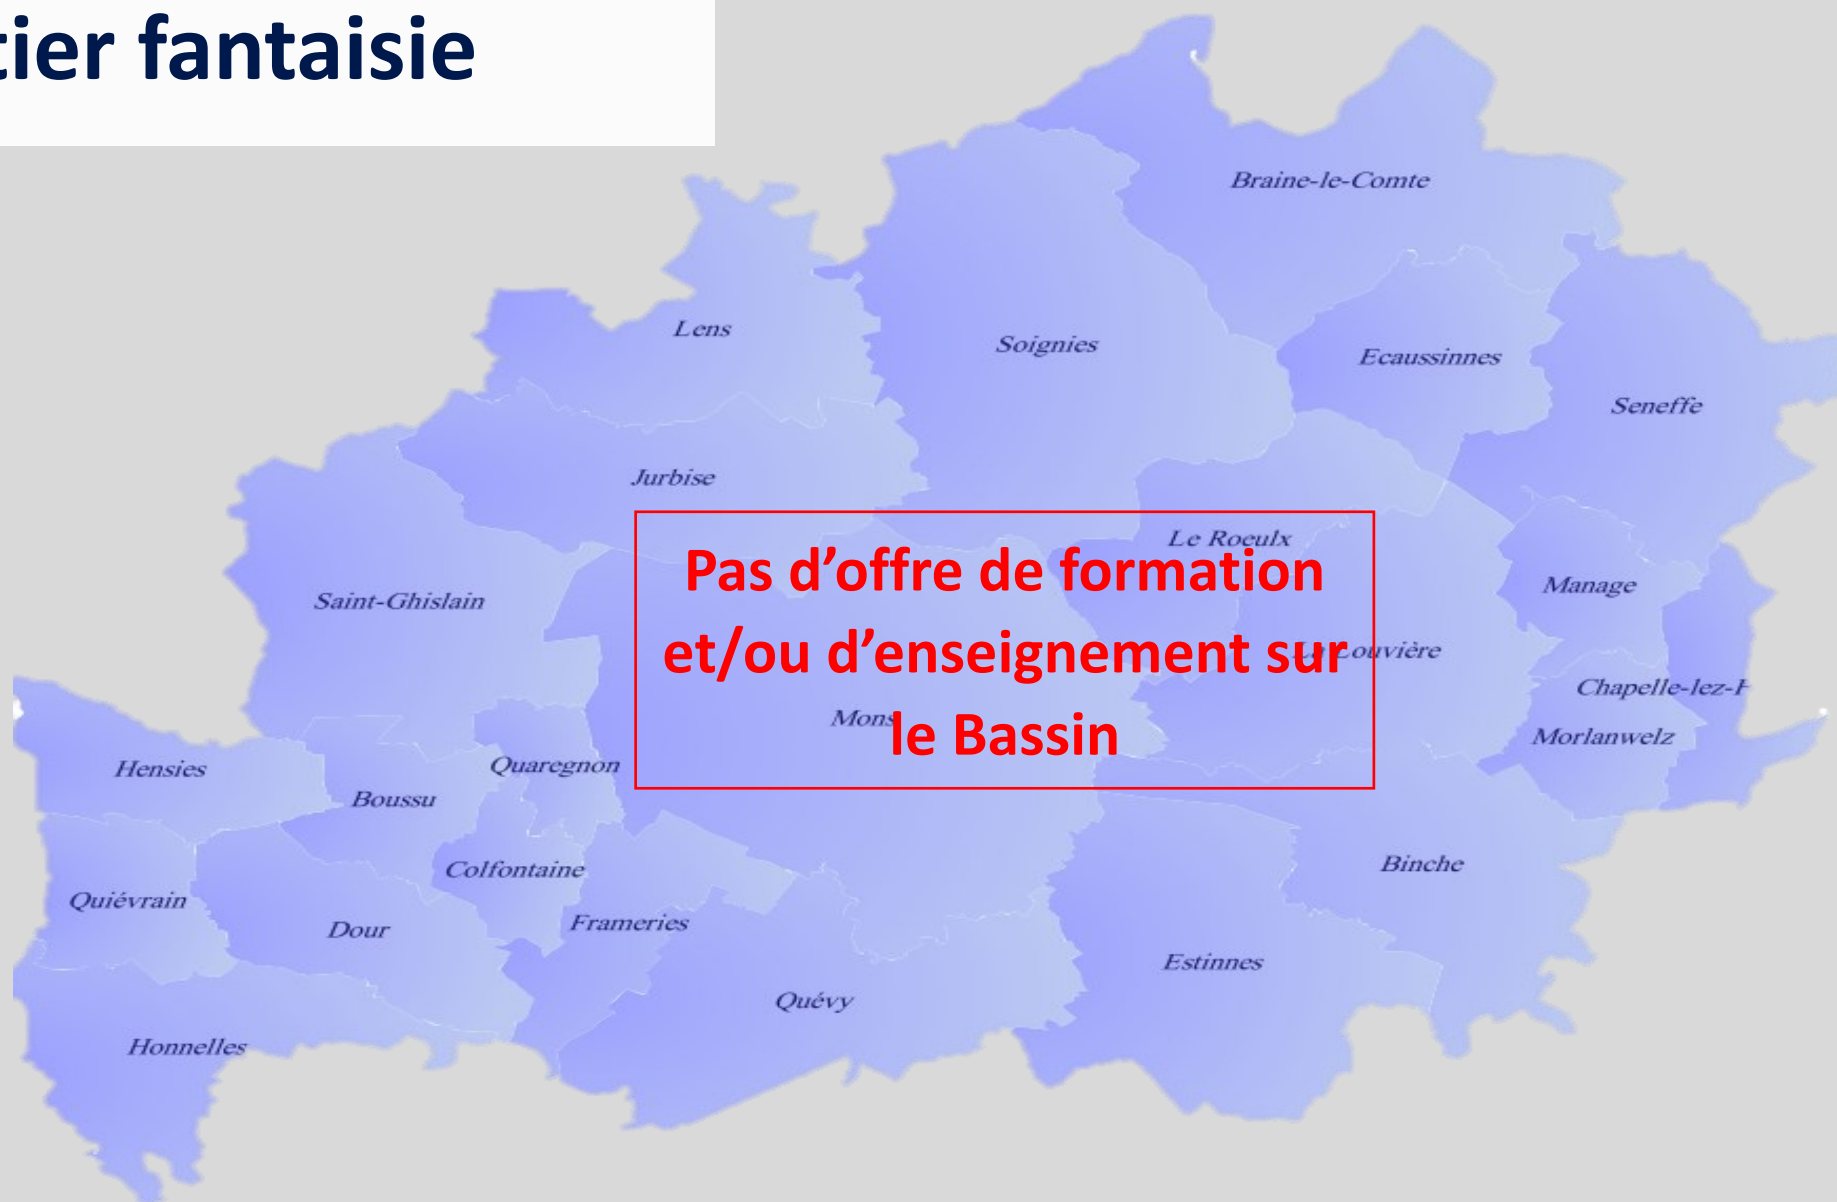 tier fantaisie
Braine-le-Comte
Lens
Soignies
Ecaussinnes
Seneffe
Jurbise
Le Roeulx
Pas d’offre de formation
et/ou d’enseignement sur
le Bassin
Manage
Saint-Ghislain
La Louvière
Chapelle-lez-H
Mons
Morlanwelz
Hensies
Quaregnon
Boussu
Binche
Colfontaine
Quiévrain
Frameries
Dour
Estinnes
Quévy
Honnelles